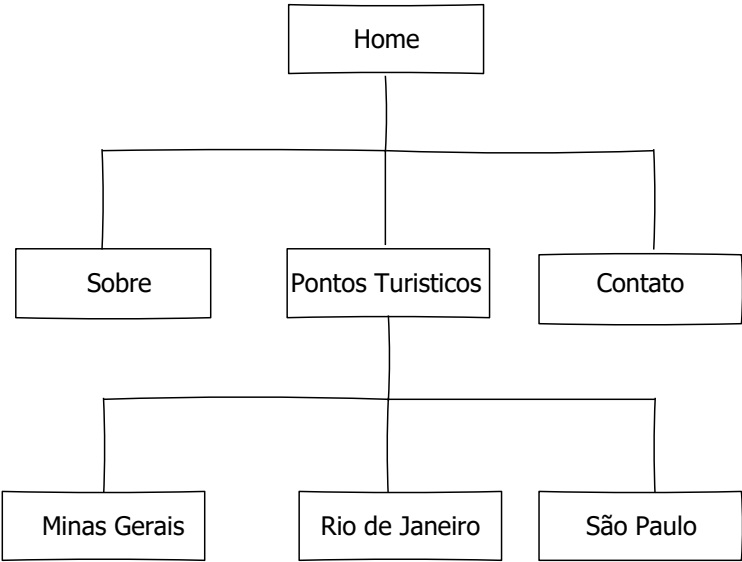 Home
Sobre
Pontos Turisticos
Contato
Minas Gerais
Rio de Janeiro
São Paulo